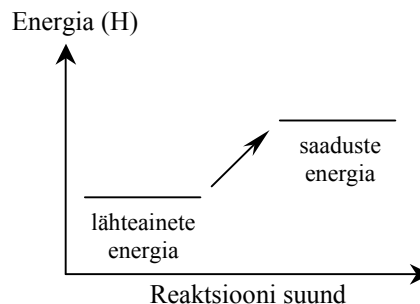 Energia (H)
saaduste
energia
lähteainete
energia
Reaktsiooni suund